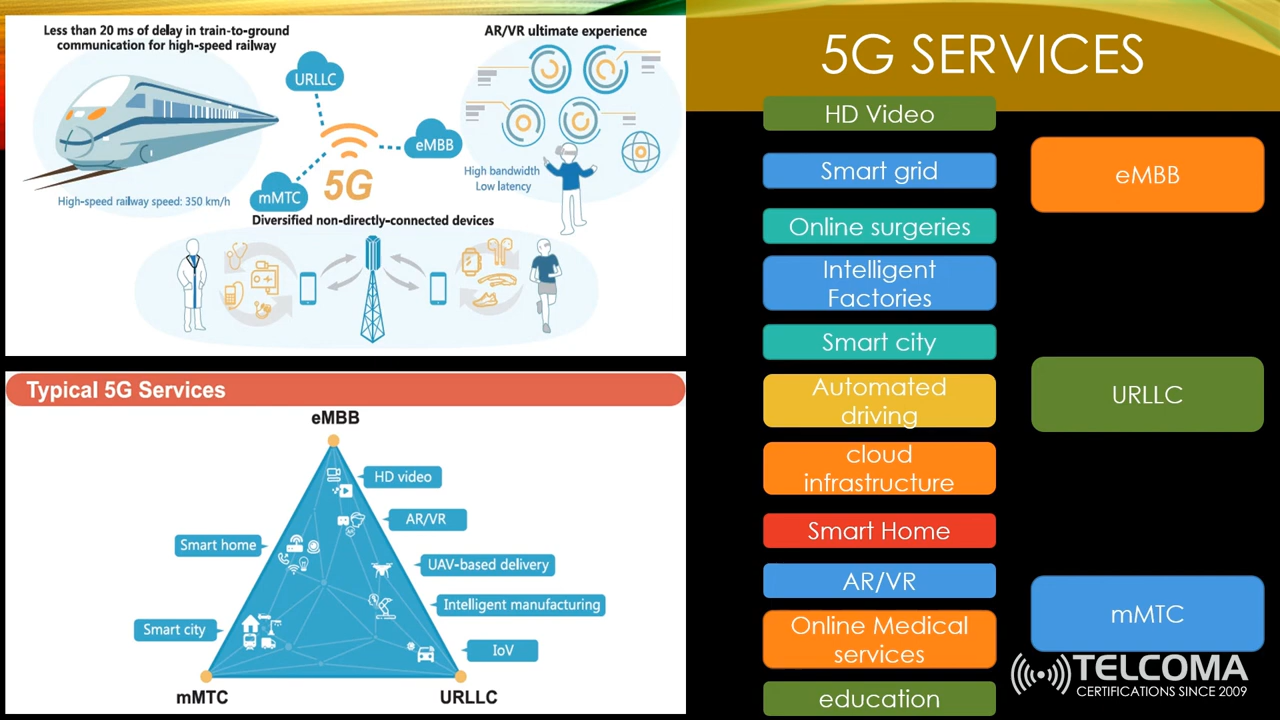 Less than 20 ms of delay in train-to-ground
communication for high-speed railway
URLLC
AR/VR ultimate experience
eMBB
5G
mMTC
High bandwidth
Low latency
High-speed railway speed: 350 km/h
Diversified non-directly-connected devices
Typical 5G Services
eMBB
HD video
AR/VR
Smart home
UAV-based delivery
Intelligent manufacturing
Smart city
IoV
mMTC
URLLC
5G SERVICES
HD Video
Smart grid
Online surgeries
Intelligent
Factories
Smart city
Automated
driving
cloud
infrastructure
Smart Home
AR/VR
Online Medical
services
education
eMBB
URLLC
mMTC
TELCOMA
CERTIFICATIONS SINCE 2009